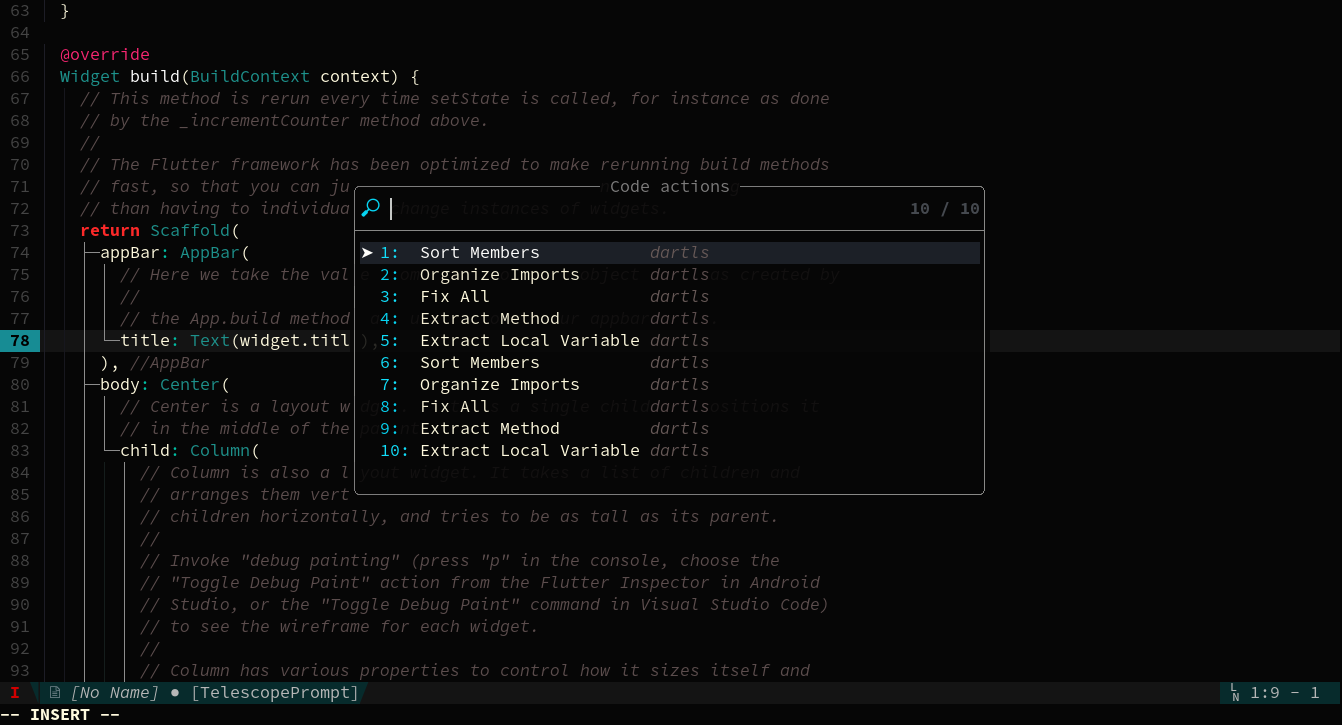 63 }
64
65 @override
66 Widget build(BuildContext context) {
67 // This method is rerun every time setState is called, for instance as done
68 // by the _incrementCounter method above.
69 //
70 // The Flutter framework has been optimized to make rerunning build methods
71 // fast, so that you can ju
72 // than having to individua change instances of widgets.
73 return Scaffold(
74 appBar: AppBar(
75 // Here we take the val object as created by
76 //
77 // the App.build method
78 title: Text(widget.titl ),
79 ), //AppBar
80 body: Center(
81 // Center is a layout w a single child positions it
82 // in the middle of the
83 child: Column(
84 // Column is also a layout widget. It takes a list of children and
85 // arranges them vert
86 // children horizontally, and tries to be as tall as its parent.
87 //
88 // Invoke "debug painting" (press "p" in the console, choose the
89 // "Toggle Debug Paint" action from the Flutter Inspector in Android
90 // Studio, or the "Toggle Debug Paint" command in Visual Studio Code)
91 // to see the wireframe for each widget.
92 //
93 // Column has various properties to control how it sizes itself and
Code actions
10 / 10
1: Sort Members dartls
2: Organize Imports dartls
3: Fix All dartls
4: Extract Method dartls
5: Extract Local Variable dartls
6: Sort Members dartls
7: Organize Imports dartls
8: Fix All dartls
9: Extract Method dartls
10: Extract Local Variable dartls
I [No Name] ● [TelescopePrompt] LN 1:9 - 1
-- INSERT --